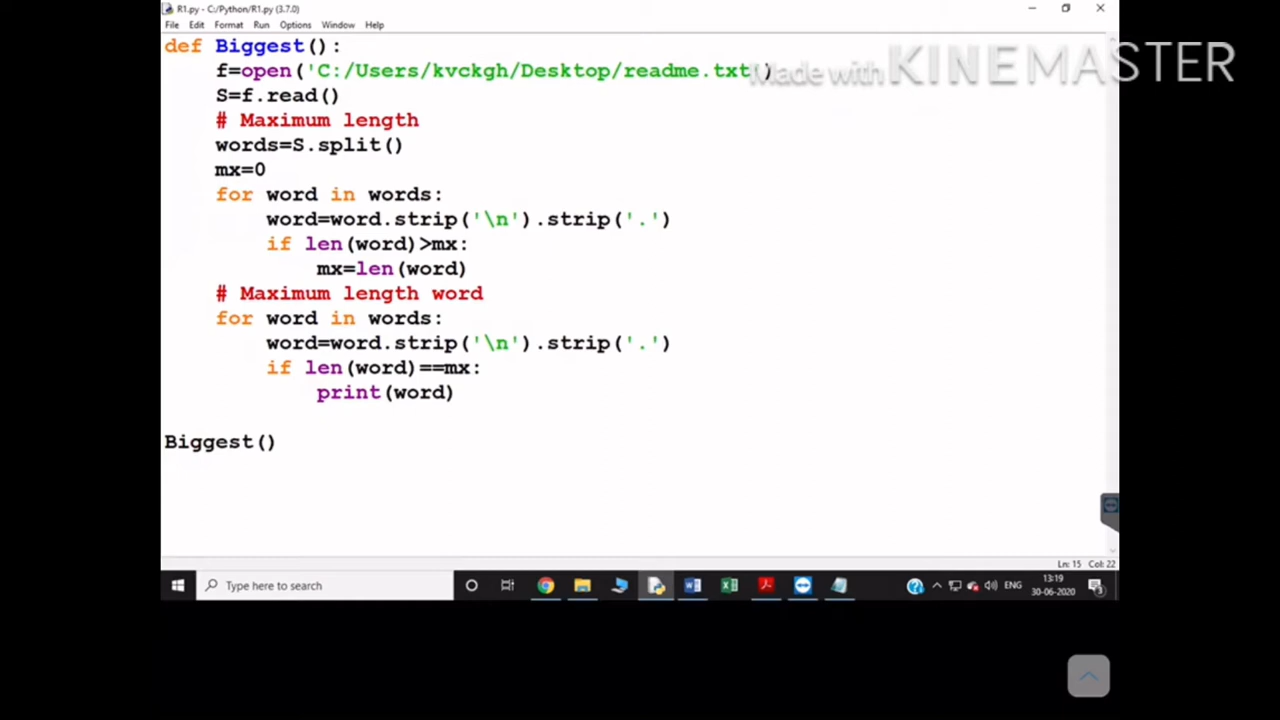 R1.py - C:/Python/R1.py (3.7.0)
File Edit Format Run Options Window Help
def Biggest():
f=open('C:/Users/kvckgh/Desktop/readme.txt')
S=f.read()
# Maximum length
words=S.split()
mx=0
for word in words:
word=word.strip('\n').strip('.')
if len(word)>mx:
mx=len(word)
# Maximum length word
for word in words:
word=word.strip('\n').strip('.')
if len(word)==mx:
print(word)
Biggest()
Made with KINEMASTER
Ln: 15 Col: 22
Type here to search
ENG
13:19
30-06-2020
3